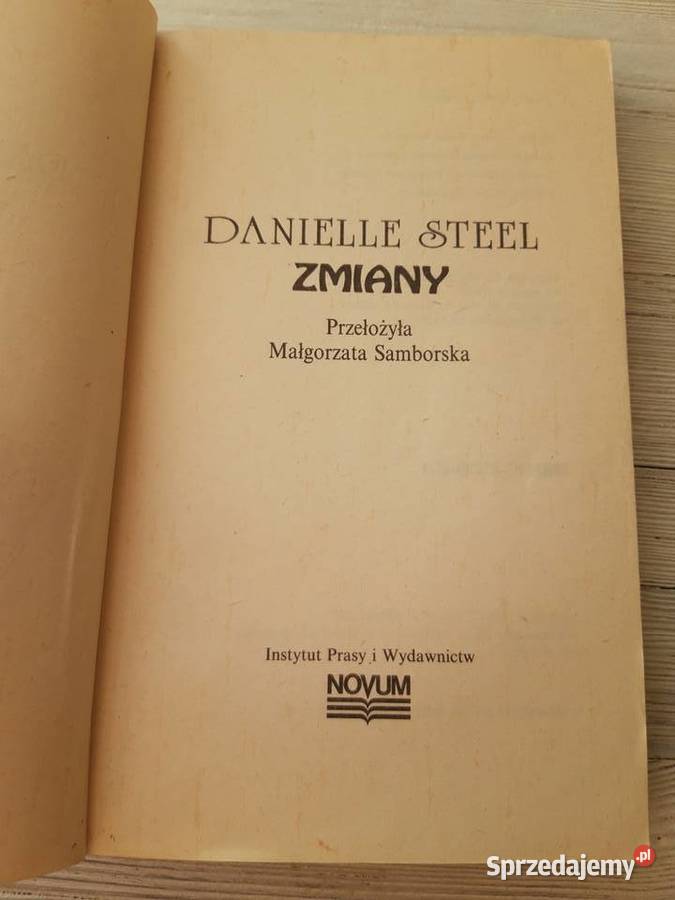 DANIELLE STEEL
ZMIANY
Przełożyła
Małgorzata Samborska
Instytut Prasy i Wydawnictw
NOVUM
Sprzedajemy.pl